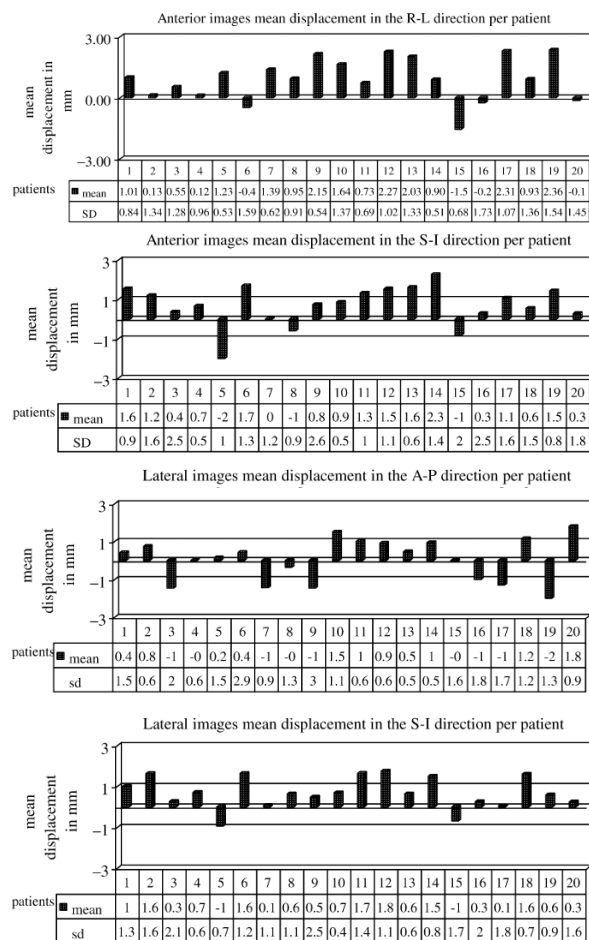 Anterior images mean displacement in the R-L direction per patient
3.00
0.00
−3.00
mean
displacement in
mm
1 2 3 4 5 6 7 8 9 10 11 12 13 14 15 16 17 18 19 20
patients
mean 1.01 0.13 0.55 0.12 1.23 -0.4 1.39 0.95 2.15 1.64 0.73 2.27 2.03 0.90 -1.5 -0.2 2.31 0.93 2.36 -0.1
SD 0.84 1.34 1.28 0.96 0.53 1.59 0.62 0.91 0.54 1.37 0.69 1.02 1.33 0.51 0.68 1.73 1.07 1.36 1.54 1.45
Anterior images mean displacement in the S-I direction per patient
3
1
−1
−3
mean
displacement
in mm
1 2 3 4 5 6 7 8 9 10 11 12 13 14 15 16 17 18 19 20
patients
mean 1.6 1.2 0.4 0.7 -2 1.7 0 -1 0.8 0.9 1.3 1.5 1.6 2.3 -1 0.3 1.1 0.6 1.5 0.3
SD 0.9 1.6 2.5 0.5 1 1.3 1.2 0.9 2.6 0.5 1 1.1 0.6 1.4 2 2.5 1.6 1.5 0.8 1.8
Lateral images mean displacement in the A-P direction per patient
3
1
−1
−3
mean
displacement
in mm
1 2 3 4 5 6 7 8 9 10 11 12 13 14 15 16 17 18 19 20
patients
mean 0.4 0.8 -1 -0 0.2 0.4 -1 -0 -1 1.5 1 0.9 0.5 1 -0 -1 -1 1.2 -2 1.8
sd 1.5 0.6 2 0.6 1.5 2.9 0.9 1.3 3 1.1 0.6 0.6 0.5 0.5 1.6 1.8 1.7 1.2 1.3 0.9
Lateral images mean displacement in the S-I direction per patient
3
1
−1
−3
mean
displacement
in mm
1 2 3 4 5 6 7 8 9 10 11 12 13 14 15 16 17 18 19 20
patients
mean 1 1.6 0.3 0.7 -1 1.6 0.1 0.6 0.5 0.7 1.7 1.8 0.6 1.5 -1 0.3 0.1 1.6 0.6 0.3
sd 1.3 1.6 2.1 0.6 0.7 1.2 1.1 1.1 2.5 0.4 1.4 1.1 0.6 0.8 1.7 2 1.8 0.7 0.9 1.6